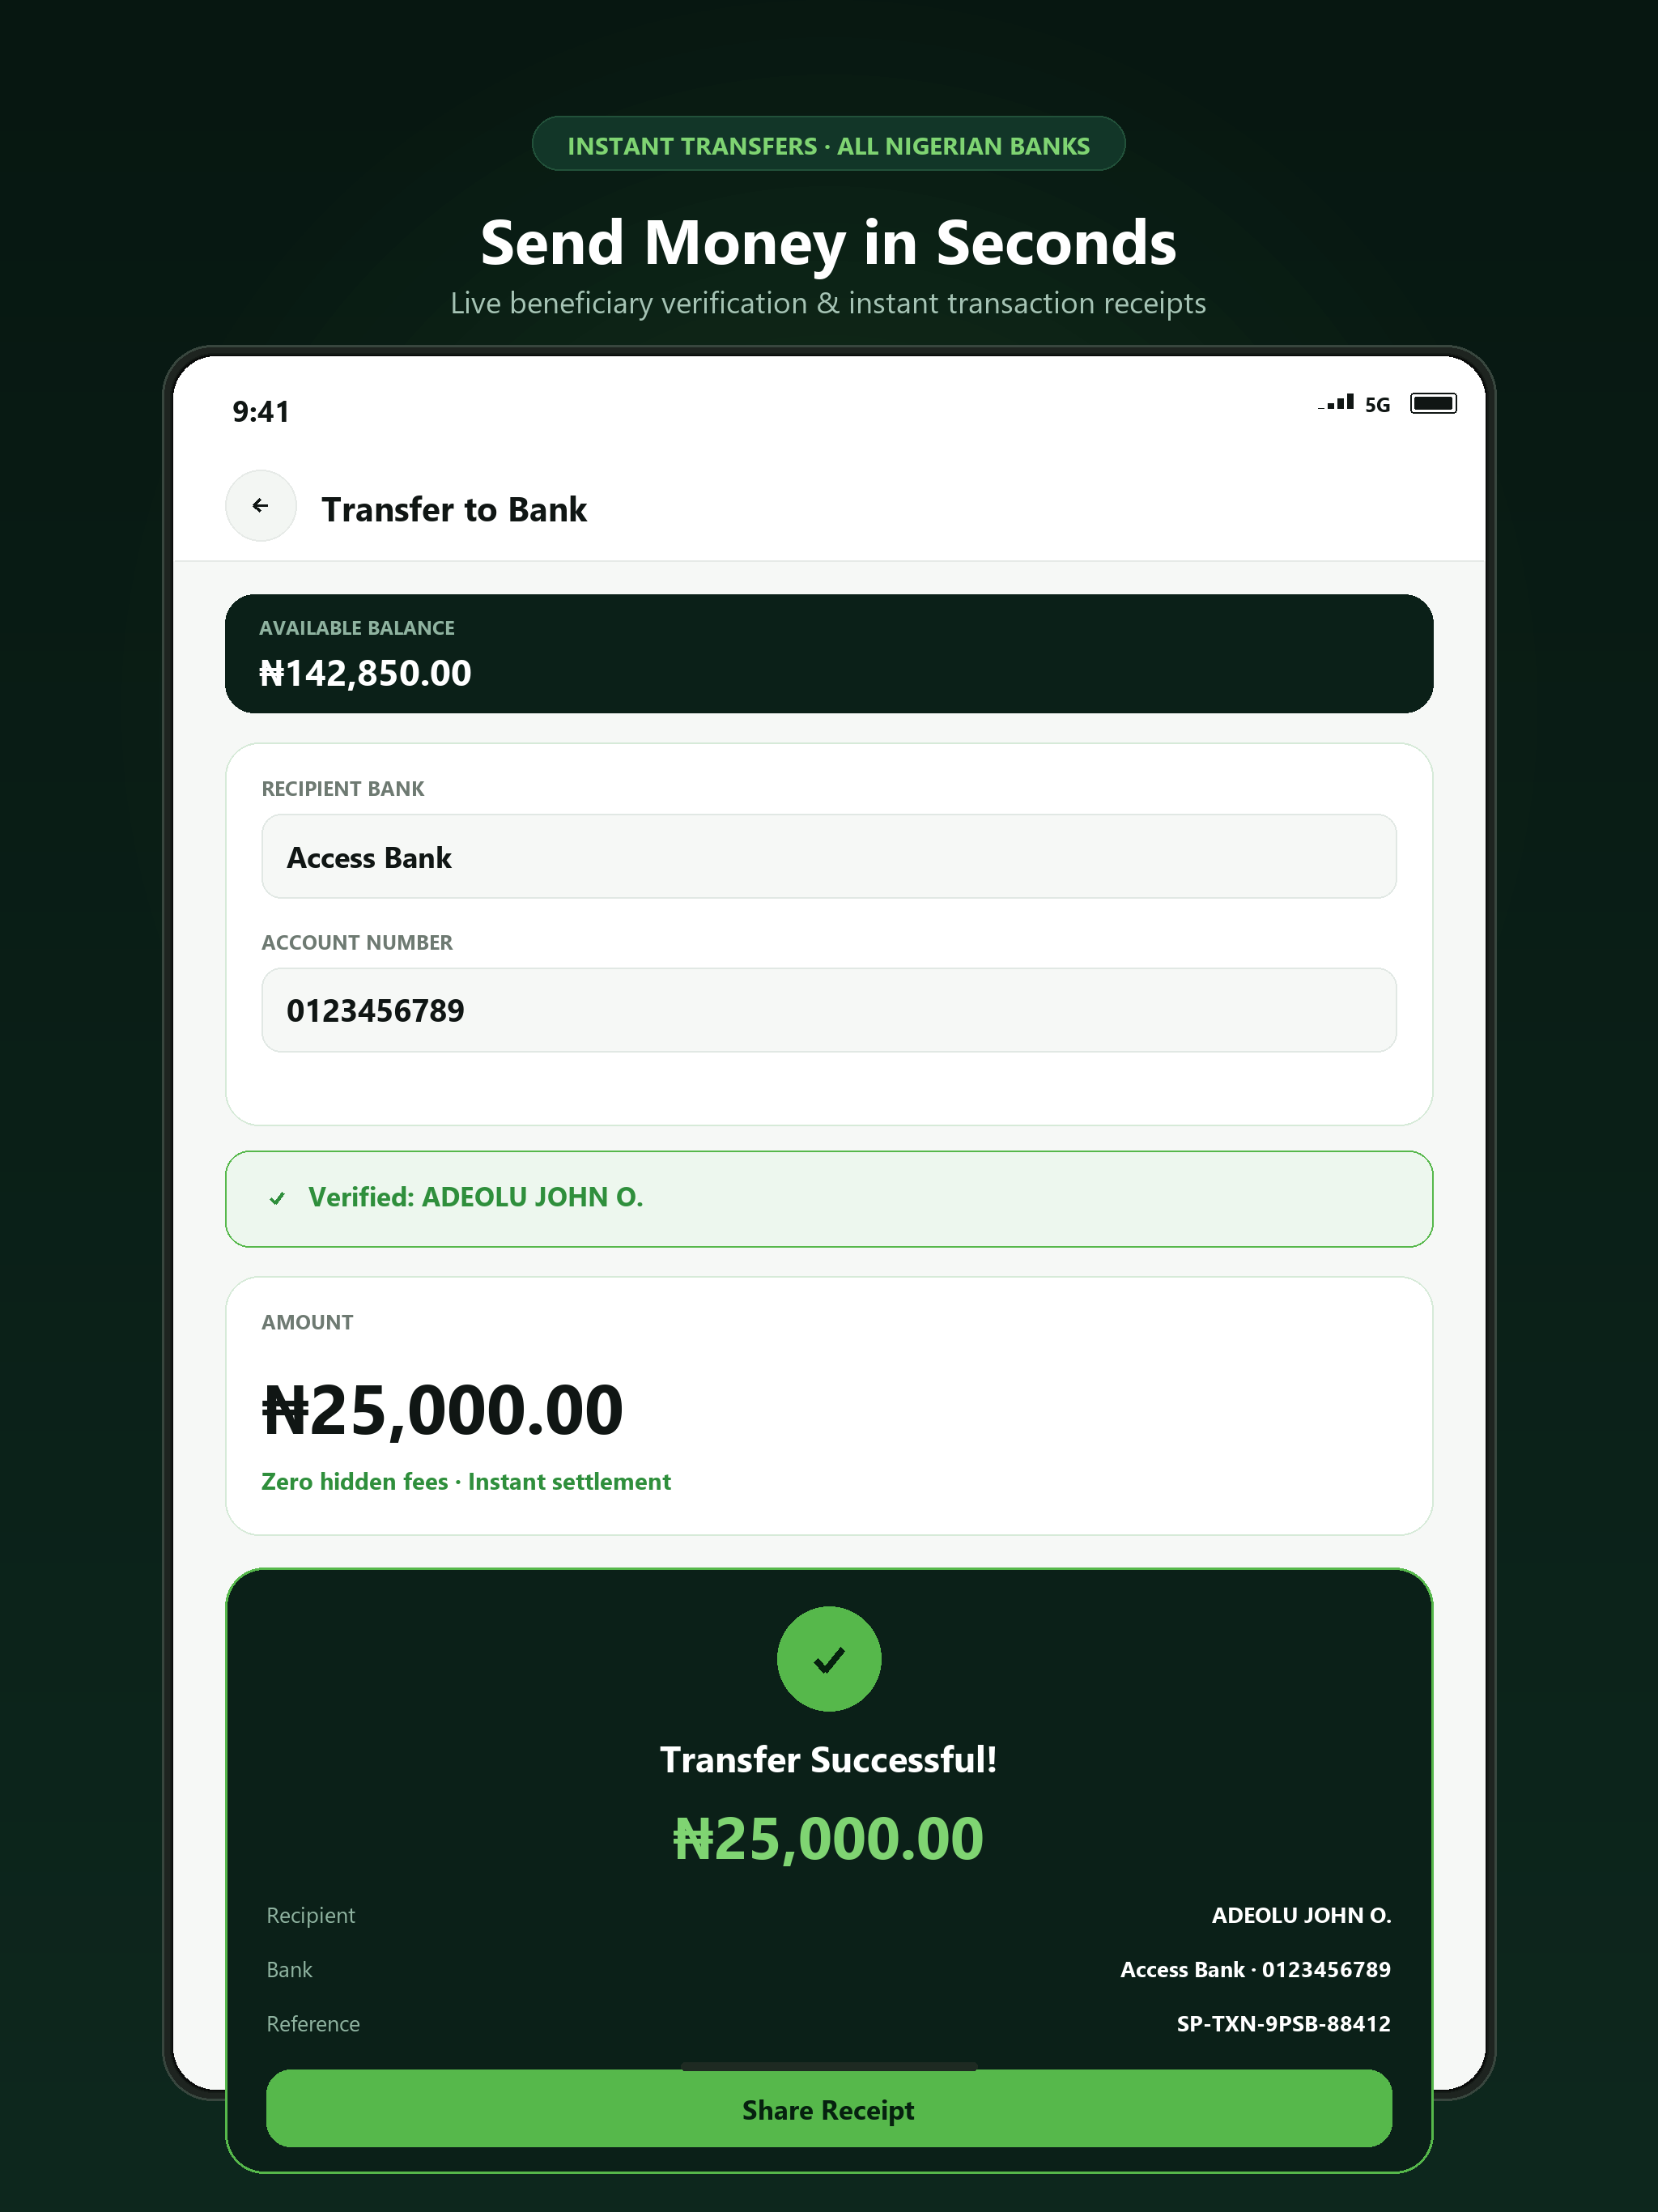 INSTANT TRANSFERS · ALL NIGERIAN BANKS
Send Money in Seconds
Live beneficiary verification & instant transaction receipts
9:41
5G
Transfer to Bank
AVAILABLE BALANCE
₦142,850.00
RECIPIENT BANK
Access Bank
ACCOUNT NUMBER
0123456789
Verified: ADEOLU JOHN O.
AMOUNT
₦25,000.00
Zero hidden fees · Instant settlement
Transfer Successful!
₦25,000.00
Recipient ADEOLU JOHN O.
Bank Access Bank · 0123456789
Reference SP-TXN-9PSB-88412
Share Receipt